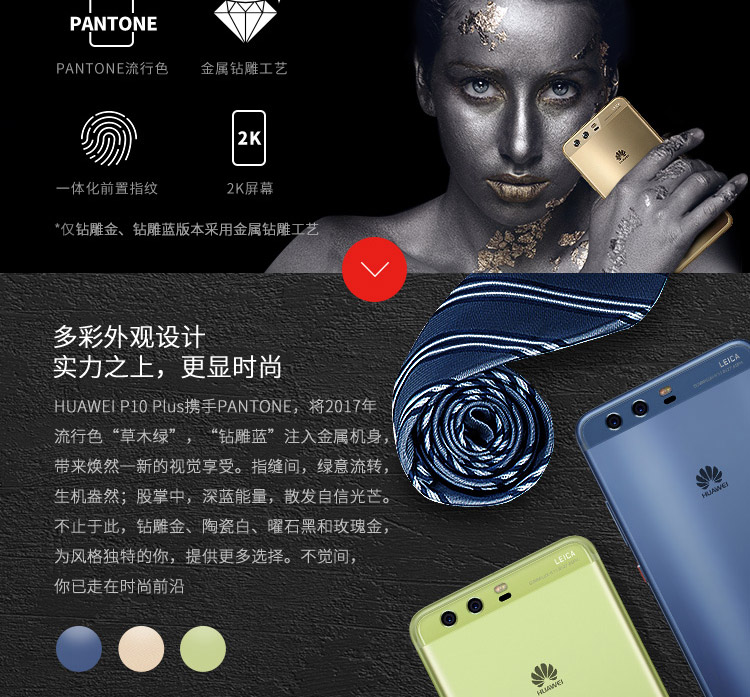 PANTONE
PANTONE流行色
金属钻雕工艺
2K
一体化前置指纹
2K屏幕
*仅钻雕金、钻雕蓝版本采用金属钻雕工艺
HUAWEI
多彩外观设计
实力之上，更显时尚
HUAWEI P10 Plus携手PANTONE，将2017年
流行色“草木绿”，“钻雕蓝”注入金属机身，
带来焕然一新的视觉享受。指缝间，绿意流转，
生机盎然；股掌中，深蓝能量，散发自信光芒。
不止于此，钻雕金、陶瓷白、曜石黑和玫瑰金，
为风格独特的你，提供更多选择。不觉间，
你已走在时尚前沿
LEICA
HUAWEI
LEICA
HUAWEI